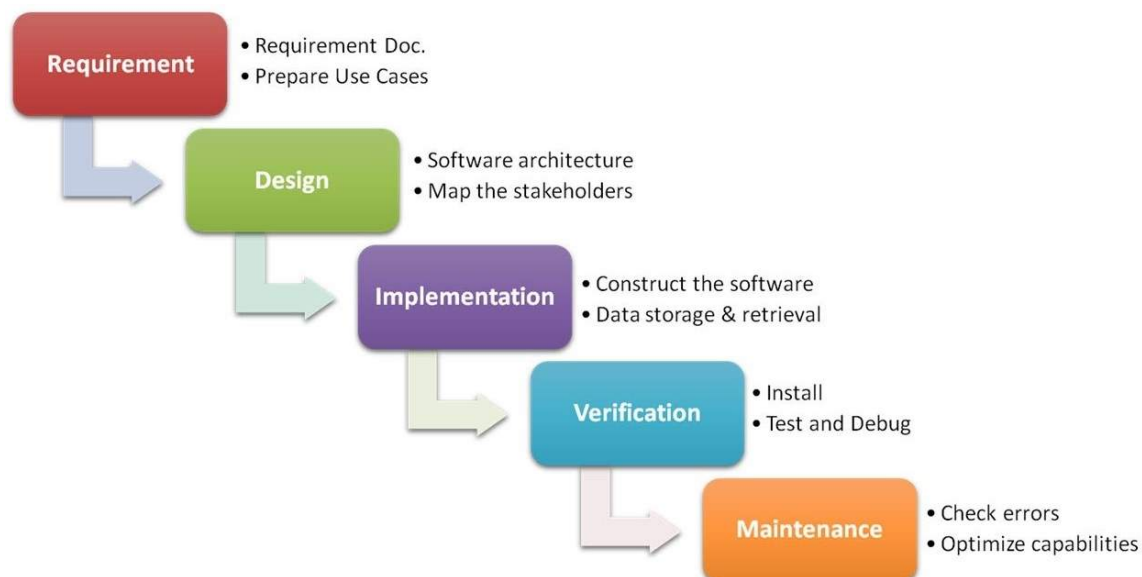 Requirement
• Requirement Doc.
• Prepare Use Cases
Design
• Software architecture
• Map the stakeholders
Implementation
• Construct the software
• Data storage & retrieval
Verification
• Install
• Test and Debug
Maintenance
• Check errors
• Optimize capabilities